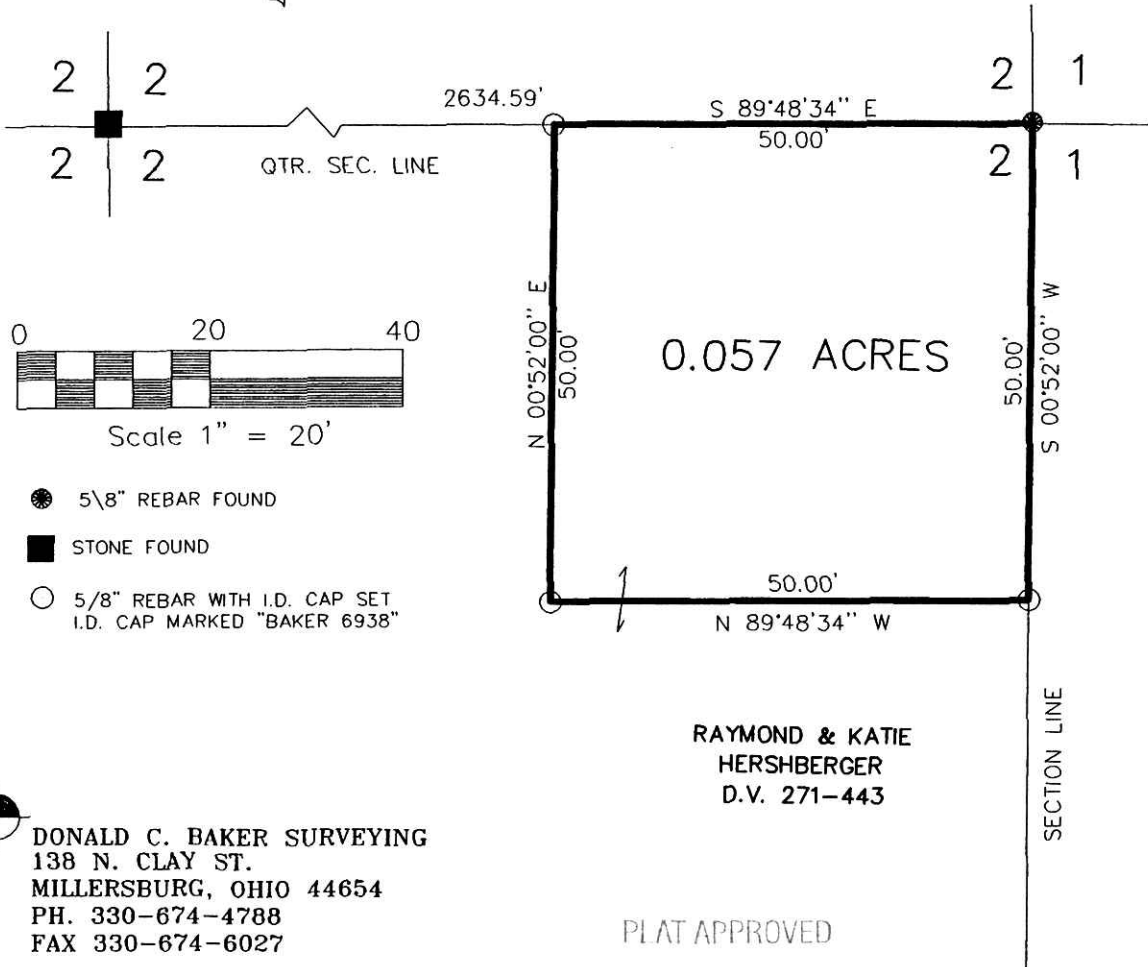 2 2
2 1
2634.59'
S 89°48'34" E
50.00'
2 2
QTR. SEC. LINE
2 1
N 00°52'00" E
50.00'
0.057 ACRES
50.00'
S 00°52'00" W
0 20 40
Scale 1" = 20'
5\8" REBAR FOUND
STONE FOUND
5/8" REBAR WITH I.D. CAP SET
I.D. CAP MARKED "BAKER 6938"
50.00'
N 89°48'34" W
RAYMOND & KATIE
HERSHBERGER
D.V. 271-443
SECTION LINE
DONALD C. BAKER SURVEYING
138 N. CLAY ST.
MILLERSBURG, OHIO 44654
PH. 330-674-4788
FAX 330-674-6027
PLAT APPROVED